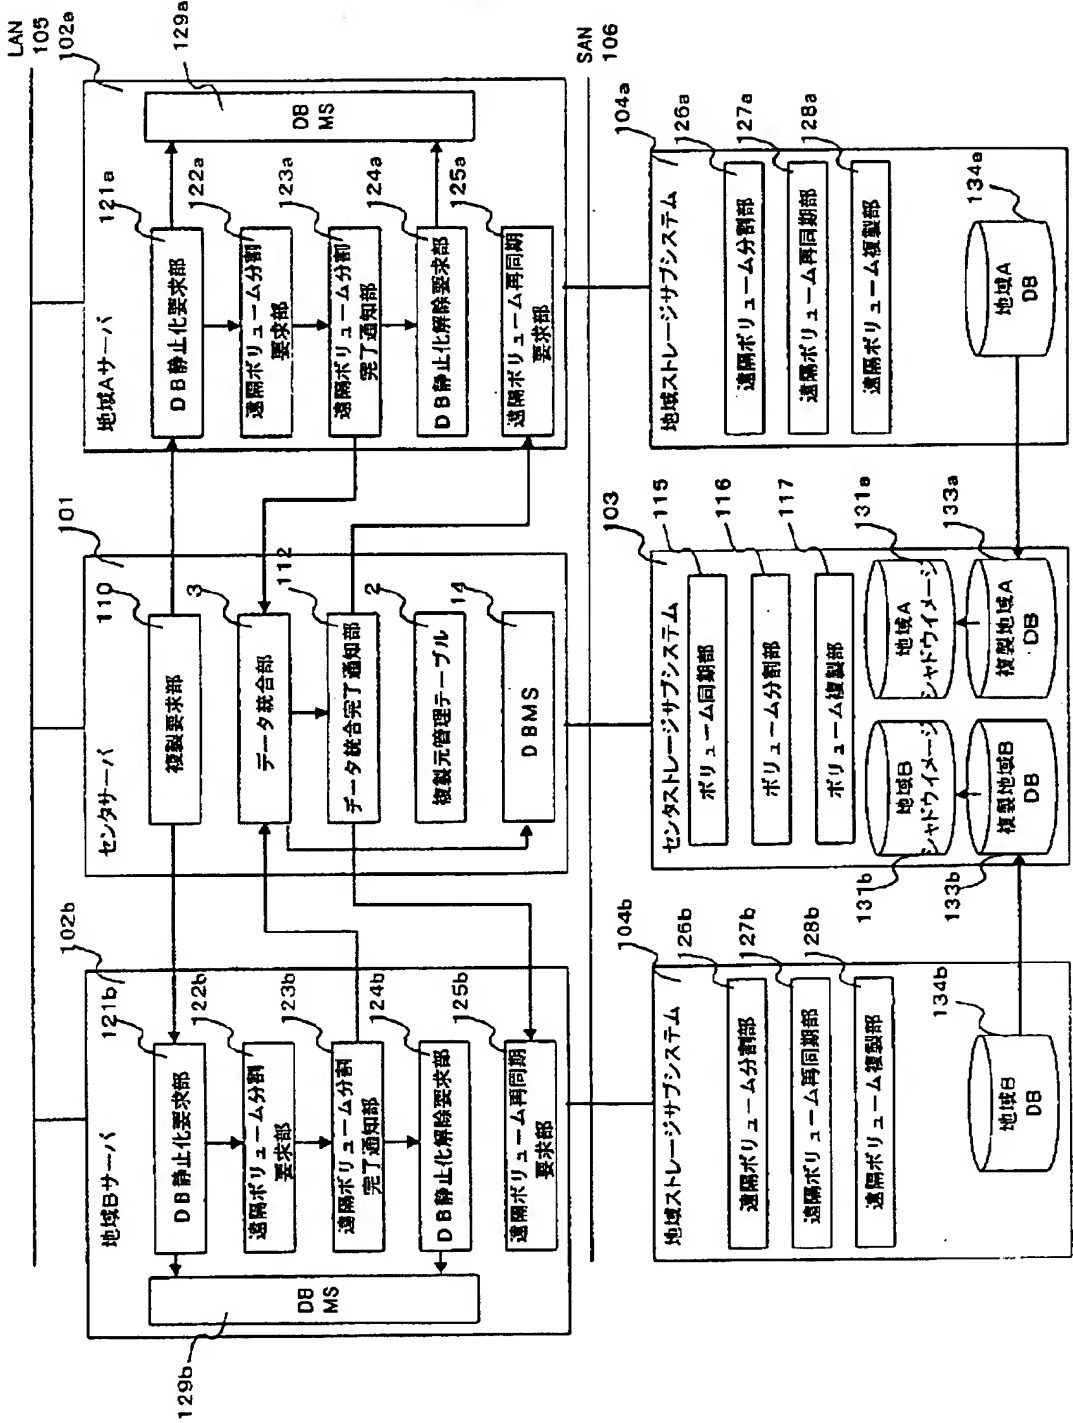 LAN
105
地域Bサーバ
102b
DB静止化要求部
121b
遠隔ボリューム分割
要求部
122b
遠隔ボリューム分割
完了通知部
123b
DB静止化解除要求部
124b
遠隔ボリューム再同期
要求部
125b
DB
MS
129b
センタサーバ
101
複製要求部
110
データ統合部
3
データ統合完了通知部
112
複製元管理テーブル
2
DBMS
14
地域Aサーバ
102a
DB静止化要求部
121a
遠隔ボリューム分割
要求部
122a
遠隔ボリューム分割
完了通知部
123a
DB静止化解除要求部
124a
遠隔ボリューム再同期
要求部
125a
DB
MS
129a
SAN
106
地域ストレージサブシステム
104b
遠隔ボリューム分割部
126b
遠隔ボリューム再同期部
127b
遠隔ボリューム複製部
128b
地域B
DB
134b
センタストレージサブシステム
103
ボリューム同期部
115
ボリューム分割部
116
ボリューム複製部
117
地域B
シャドウイメージ
131b
地域A
シャドウイメージ
131a
複製地域B
DB
133b
複製地域A
DB
133a
地域ストレージサブシステム
104a
遠隔ボリューム分割部
126a
遠隔ボリューム再同期部
127a
遠隔ボリューム複製部
128a
地域A
DB
134a